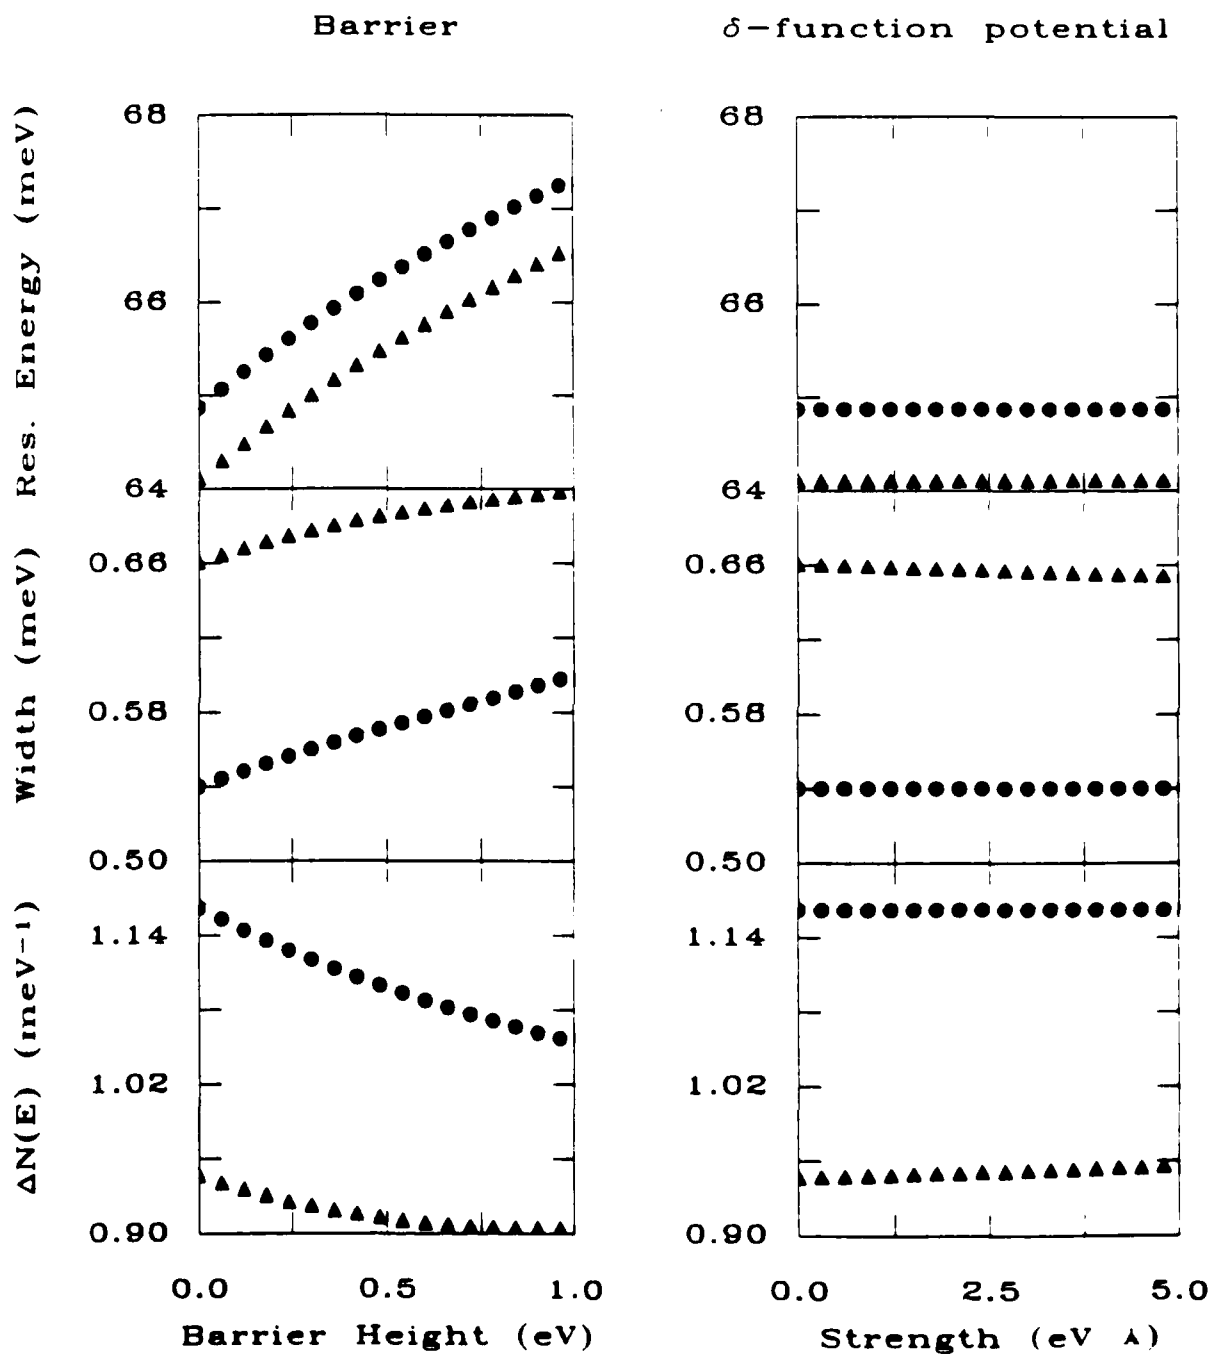 Barrier
δ-function potential
Res. Energy (meV)
68
66
64
Width (meV)
0.66
0.58
0.50
ΔN(E) (meV⁻¹)
1.14
1.02
0.90
0.0 0.5 1.0
Barrier Height (eV)
68
66
64
0.66
0.58
0.50
1.14
1.02
0.90
0.0 2.5 5.0
Strength (eV A)